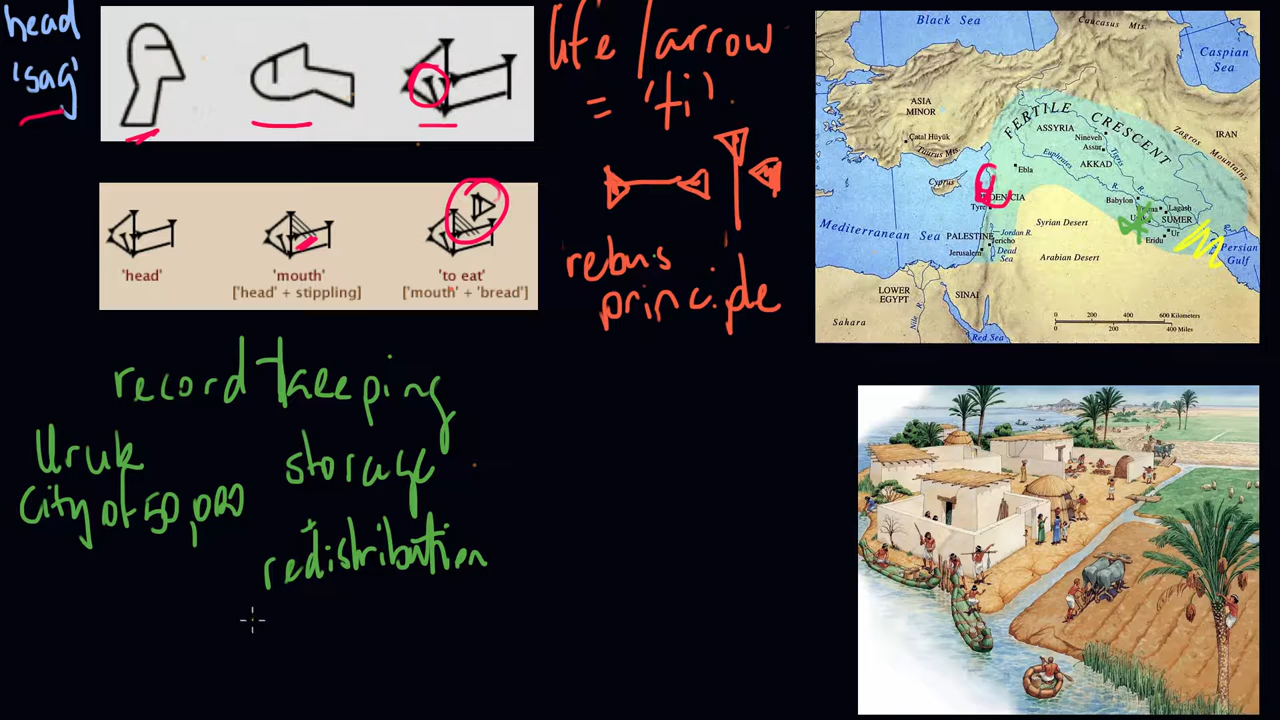 head
'sag'
life / arrow
= 'ti'
rebus
principle
'head'
'mouth'
['head' + stippling]
'to eat'
['mouth' + 'bread']
record keeping
storage
+
redistribution
Uruk
City of 50,000
Black Sea
Caucasus Mts.
Caspian
Sea
ASIA
MINOR
Çatal Hüyük
Taurus Mts.
FERTILE CRESCENT
ASSYRIA
Nineveh
Assur
Tigris
R.
Zagros Mountains
IRAN
AKKAD
Euphrates
R.
Ebla
Cyprus
Tyre
Babylon
Lagash
SUMER
Ur
Eridu
Mediterranean Sea
PALESTINE
Jordan R.
Jericho
Jerusalem
Dead
Sea
Syrian Desert
Arabian Desert
Persian
Gulf
LOWER
EGYPT
SINAI
Nile R.
Sahara
Red Sea
0 200 400 600 Kilometers
0 200 400 Miles